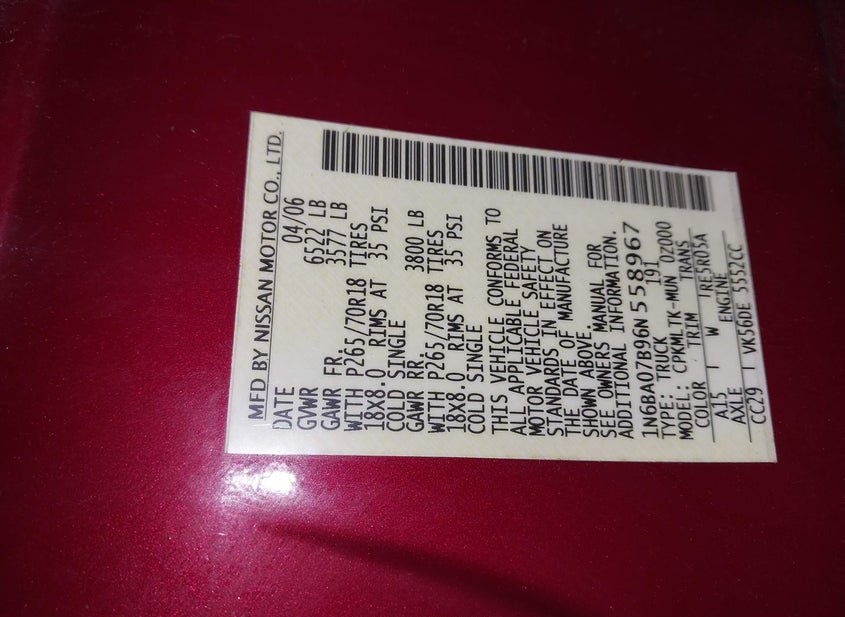 MFD BY NISSAN MOTOR CO., LTD.
DATE 04/06
GVWR 6522 LB
GAWR FR. 3577 LB
WITH P265/70R18 TIRES
18X8.0 RIMS AT 35 PSI
COLD SINGLE
GAWR RR. 3800 LB
WITH P265/70R18 TIRES
18X8.0 RIMS AT 35 PSI
COLD SINGLE
THIS VEHICLE CONFORMS TO
ALL APPLICABLE FEDERAL
MOTOR VEHICLE SAFETY
STANDARDS IN EFFECT ON
THE DATE OF MANUFACTURE
SHOWN ABOVE.
SEE OWNERS MANUAL FOR
ADDITIONAL INFORMATION.
1N6BA07B96N558967
TYPE: TRUCK 191
MODEL: CPKMLTK-MUN 02000
COLOR TRIM TRANS
A15 W RE5R05A
AXLE ENGINE
CC29 VK56DE 5552CC